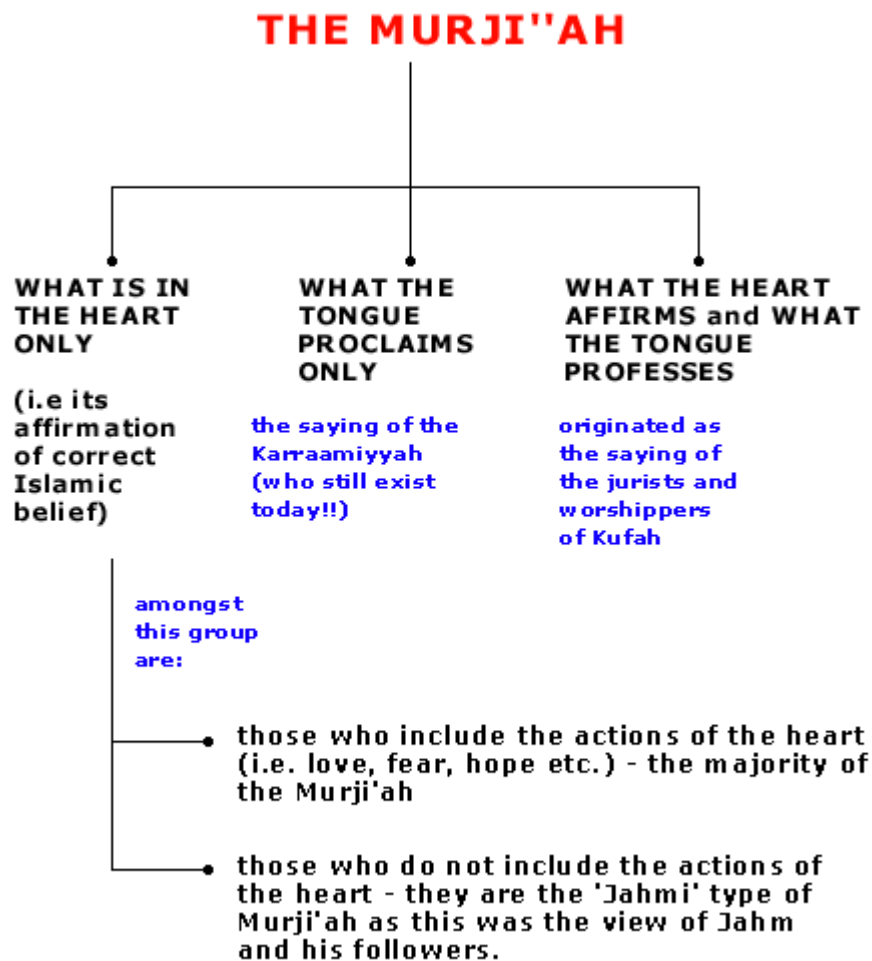 THE MURJI''AH
WHAT IS IN
THE HEART
ONLY
(i.e its
affirmation
of correct
Islamic
belief)
WHAT THE
TONGUE
PROCLAIMS
ONLY
the saying of the
Karraamiyyah
(who still exist
today!!)
WHAT THE HEART
AFFIRMS and WHAT
THE TONGUE
PROFESSES
originated as
the saying of
the jurists and
worshippers
of Kufah
amongst
this group
are:
those who include the actions of the heart
(i.e. love, fear, hope etc.) - the majority of
the Murji'ah
those who do not include the actions of
the heart - they are the 'Jahmi' type of
Murji'ah as this was the view of Jahm
and his followers.